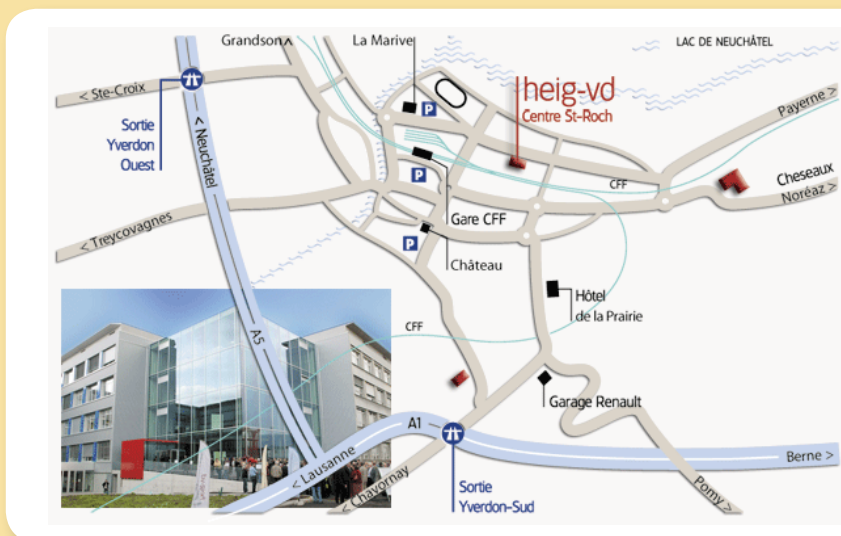 Grandson
La Marive
LAC DE NEUCHÂTEL
< Ste-Croix
heig-vd
Centre St-Roch
Payerne >
P
Sortie
Yverdon
Ouest
< Neuchâtel
CFF
Cheseaux
Noréaz >
P
Gare CFF
< Treycovagnes
P
Château
Hôtel
de la Prairie
CFF
A5
Garage Renault
A1
Berne >
< Lausanne
< Chavornay
Sortie
Yverdon-Sud
Pomy >